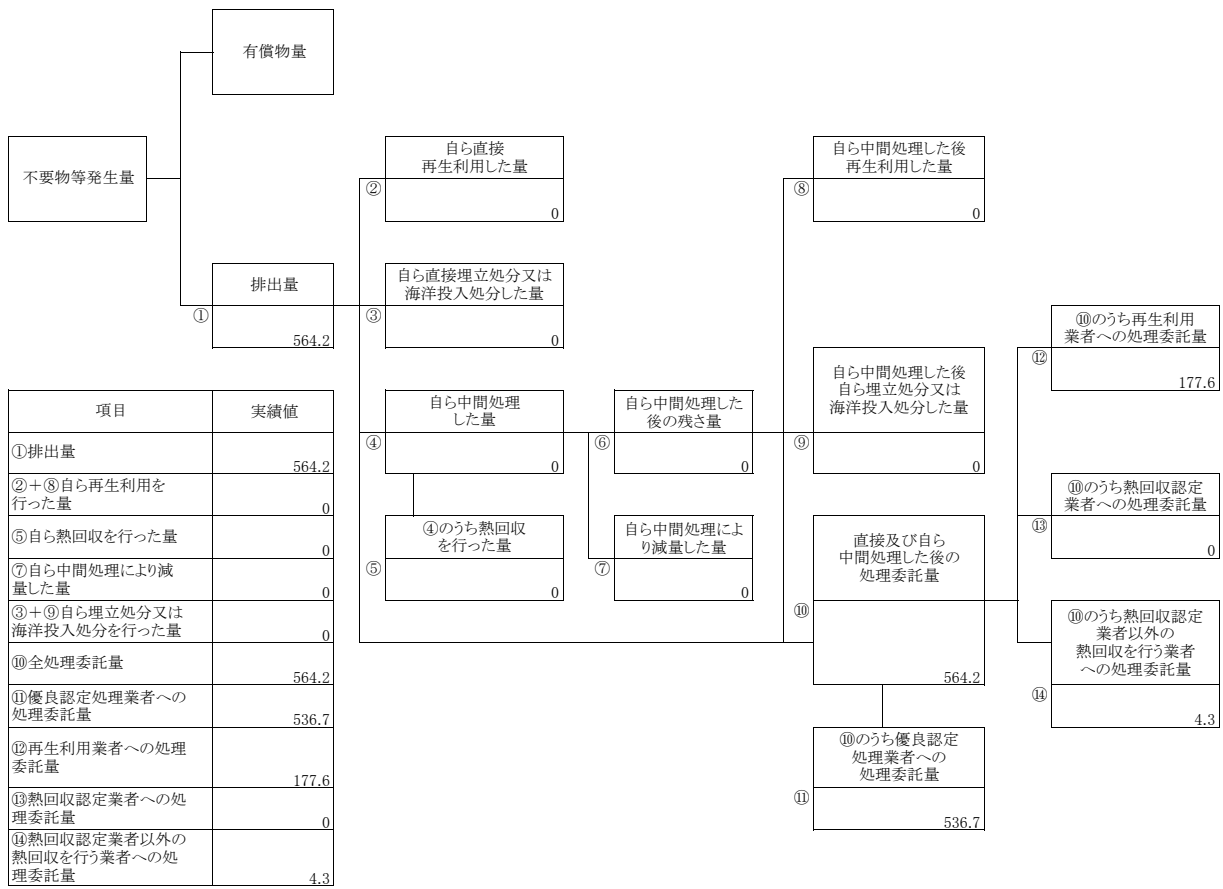 有償物量
不要物等発生量
自ら直接
再生利用した量
②
0
自ら中間処理した後
再生利用した量
⑧
0
排出量
①
564.2
自ら直接埋立処分又は
海洋投入処分した量
③
0
⑩のうち再生利用
業者への処理委託量
⑫
177.6
自ら中間処理
した量
④
0
自ら中間処理した
後の残さ量
⑥
0
自ら中間処理した後
自ら埋立処分又は
海洋投入処分した量
⑨
0
⑩のうち熱回収認定
業者への処理委託量
⑬
0
④のうち熱回収
を行った量
⑤
0
自ら中間処理によ
り減量した量
⑦
0
直接及び自ら
中間処理した後の
処理委託量
⑩
564.2
⑩のうち熱回収認定
業者以外の
熱回収を行う業者
への処理委託量
⑭
4.3
⑩のうち優良認定
処理業者への
処理委託量
⑪
536.7
項目 実績値
①排出量
564.2
②+⑧自ら再生利用を
行った量
0
⑤自ら熱回収を行った量
0
⑦自ら中間処理により減
量した量
0
③+⑨自ら埋立処分又は
海洋投入処分を行った量
0
⑩全処理委託量
564.2
⑪優良認定処理業者への
処理委託量
536.7
⑫再生利用業者への処理
委託量
177.6
⑬熱回収認定業者への処
理委託量
0
⑭熱回収認定業者以外の
熱回収を行う業者への処
理委託量
4.3